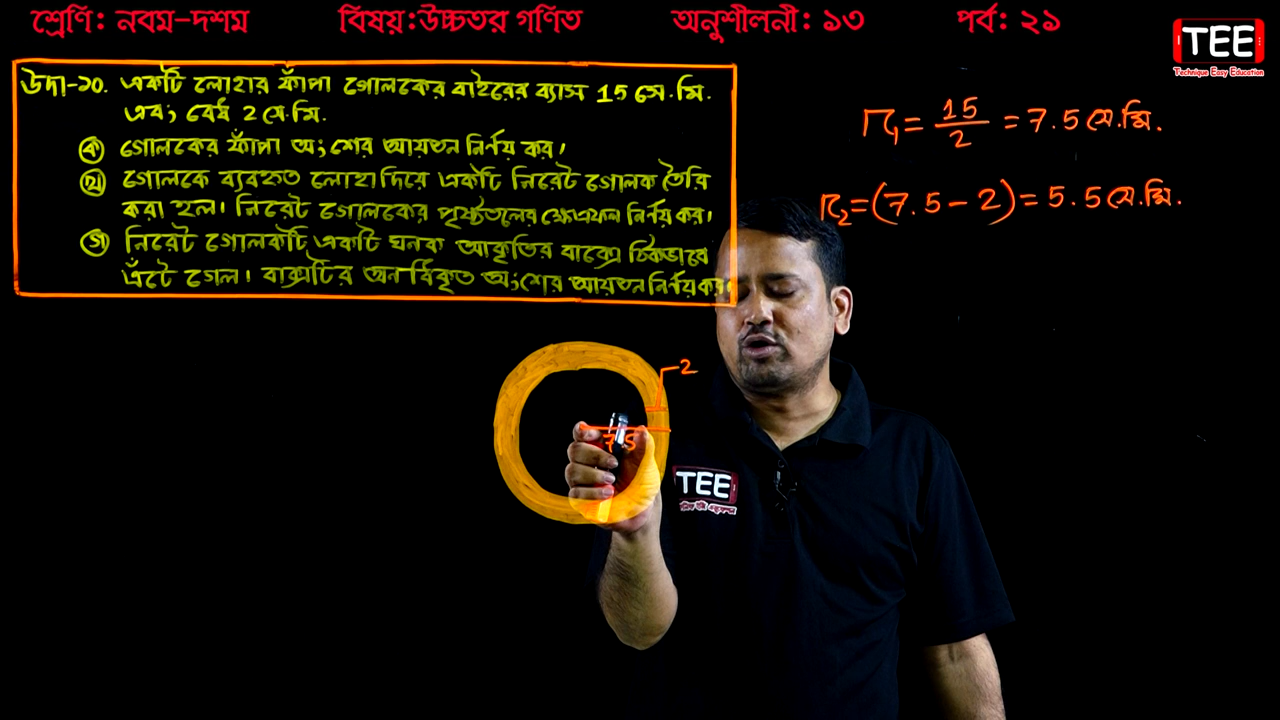 শ্রেণি: নবম-দশম বিষয়:উচ্চতর গণিত অনুশীলনী: ১৩ পর্ব: ২১
TEE
Technique Easy Education
উদা-১০. একটি লোহার ফাঁপা গোলকের বাইরের ব্যাস 15 সে.মি.
এবং বেধ 2 সে.মি.
ক গোলকের ফাঁপা অংশের আয়তন নির্ণয় কর।
খ গোলকে ব্যবহৃত লোহা দিয়ে একটি নিরেট গোলক তৈরি
করা হল। নিরেট গোলকের পৃষ্ঠতলের ক্ষেত্রফল নির্ণয় কর।
গ নিরেট গোলকটি একটি ঘনক আকৃতির বাক্সে ঠিকভাবে
এঁটে গেল। বাক্সটির অনধিকৃত অংশের আয়তন নির্ণয় কর।
r₁ = 15/2 = 7.5 সে.মি.
r₂ = (7.5 - 2) = 5.5 সে.মি.
2
7.5
TEE